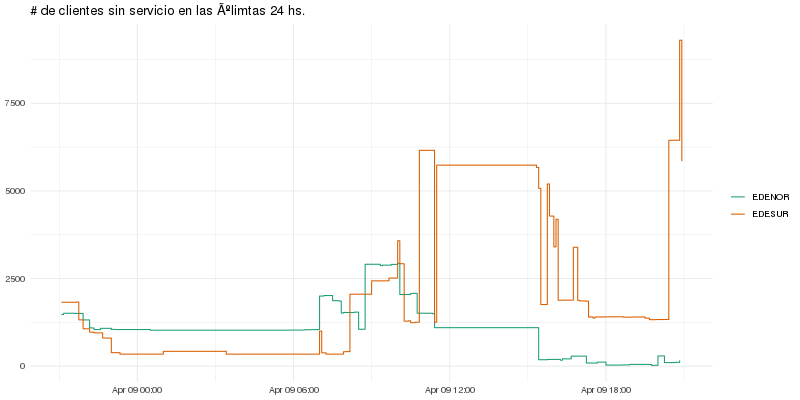 # de clientes sin servicio en las Ãºlimtas 24 hs.
7500
5000
2500
0
Apr 09 00:00
Apr 09 06:00
Apr 09 12:00
Apr 09 18:00
EDENOR
EDESUR